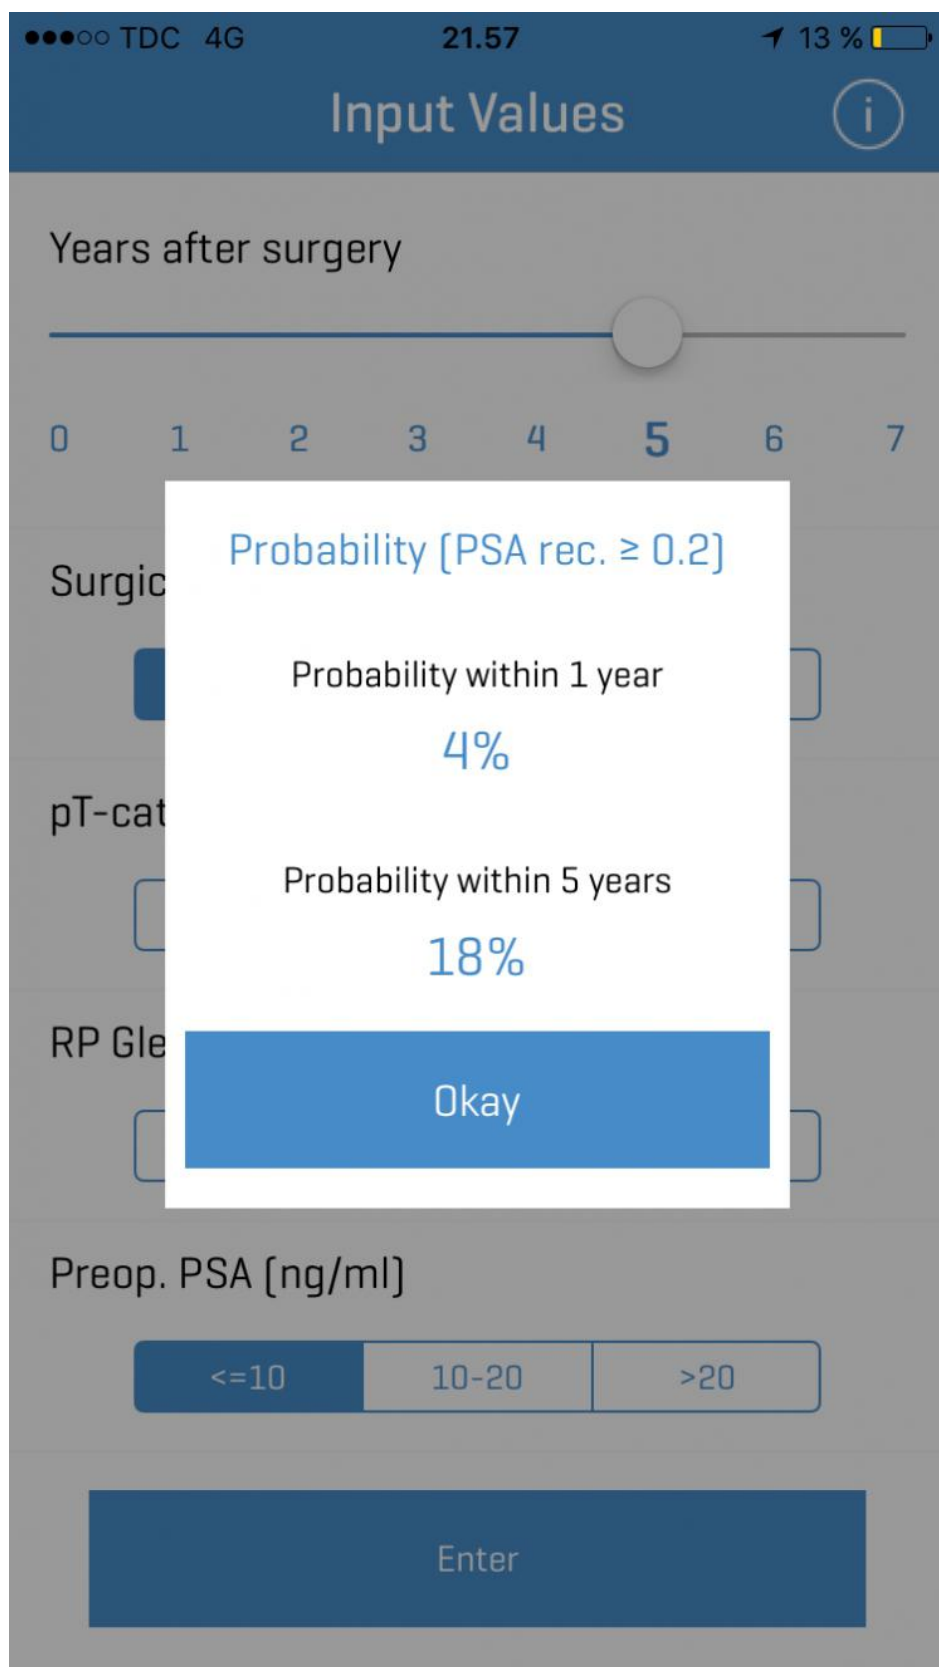 TDC 4G 21.57 13 %
Input Values i
Years after surgery
0 1 2 3 4 5 6 7
Probability (PSA rec. ≥ 0.2)
Surgic
Probability within 1 year
4%
pT-cat
Probability within 5 years
18%
RP Gle
Okay
Preop. PSA (ng/ml)
<=10 10-20 >20
Enter